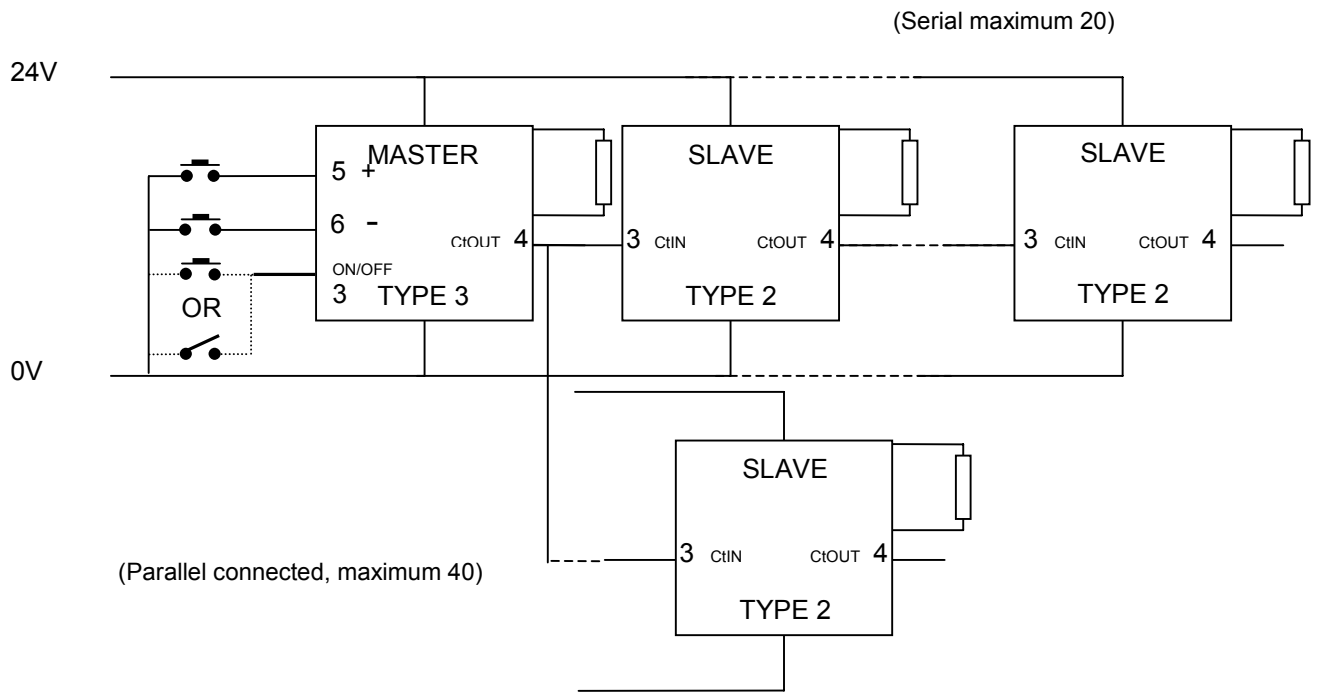 (Serial maximum 20)
24V
MASTER
5 +
6 -
CtOUT 4
ON/OFF
3 TYPE 3
SLAVE
3 CtIN CtOUT 4
TYPE 2
SLAVE
3 CtIN CtOUT 4
TYPE 2
OR
0V
SLAVE
3 CtIN CtOUT 4
TYPE 2
(Parallel connected, maximum 40)